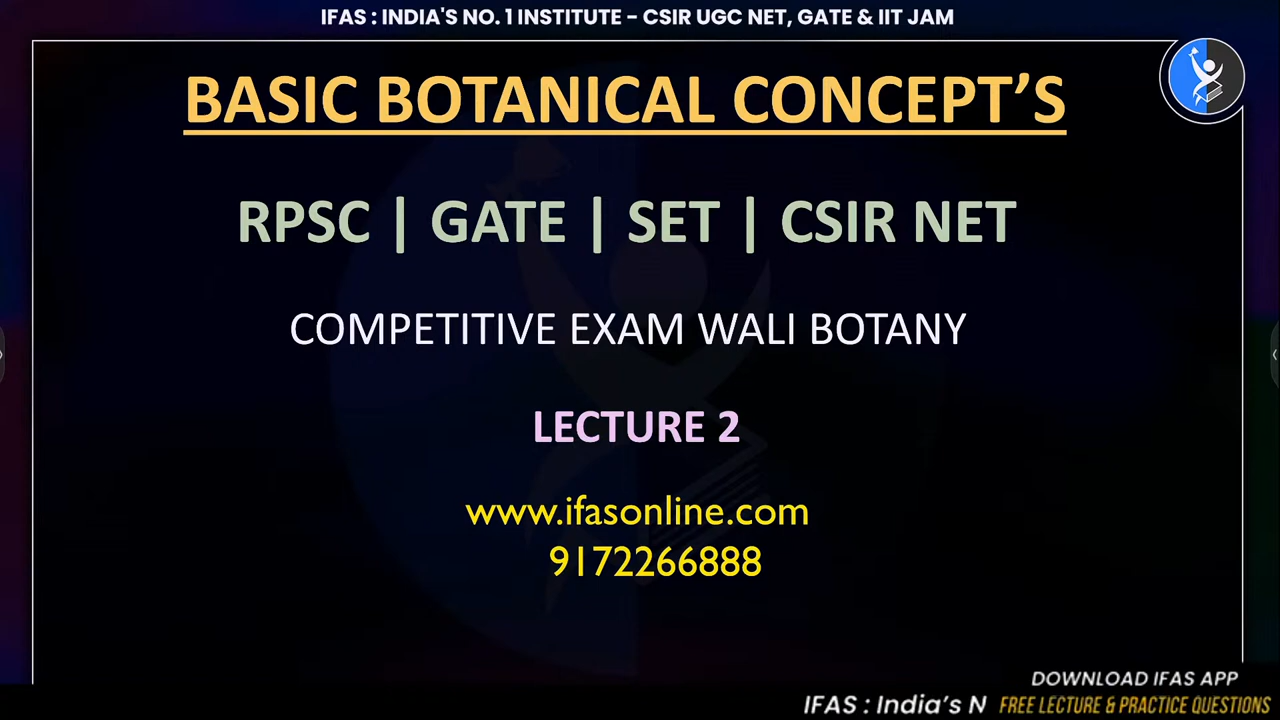 IFAS : INDIA'S NO. 1 INSTITUTE - CSIR UGC NET, GATE & IIT JAM
BASIC BOTANICAL CONCEPT’S
RPSC | GATE | SET | CSIR NET
COMPETITIVE EXAM WALI BOTANY
LECTURE 2
www.ifasonline.com
9172266888
DOWNLOAD IFAS APP
IFAS : India’s N FREE LECTURE & PRACTICE QUESTIONS